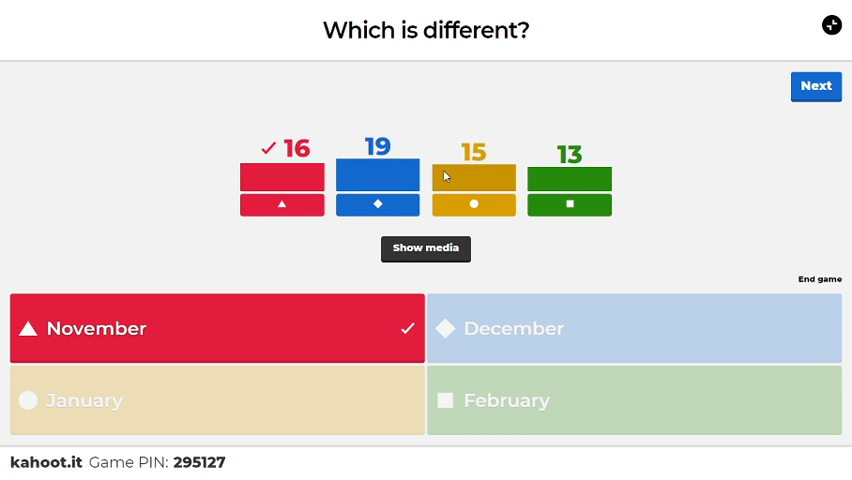 Which is different?
Next
16 19 15 13
Show media
End game
November
December
January
February
kahoot.it Game PIN: 295127